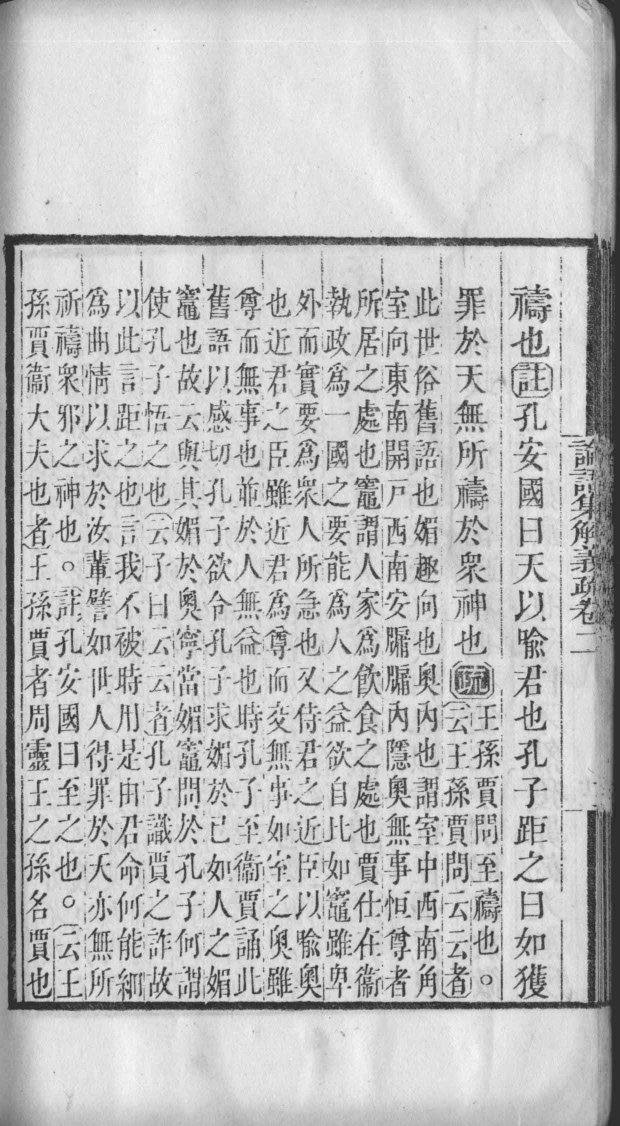 論語集解義疏卷二
禱也註孔安國曰天以喻君也孔子距之曰如獲
罪於天無所禱於衆神也疏王孫賈問至禱也。
云王孫賈問云云者
此世俗舊語也媚趣向也奧內也謂室中西南角
室向東南開戶西南安牖牖內隱奧無事恒尊者
所居之處也竈謂人家爲飲食之處也賈仕在衞
執政爲一國之要能爲人之益欲自比如竈雖卑
外而實要爲衆人所急也又侍君之近臣以喻奧
也近君之臣雖近君爲尊而交無事如室之奧雖
尊而無事也並於人無益也時孔子至衞賈誦此
舊語以感切孔子欲令孔子求媚於己如人之媚
竈也故云與其媚於奧寧當媚竈問於孔子何謂
使孔子悟之也云子曰云云者孔子識賈之詐故
以此言距之也言我不被時用是由君命何能細
爲曲情以求於汝輩譬如世人得罪於天亦無所
祈禱衆邪之神也。註孔安國曰至之也。云王
孫賈衞大夫也者王孫賈者周靈王之孫名賈也